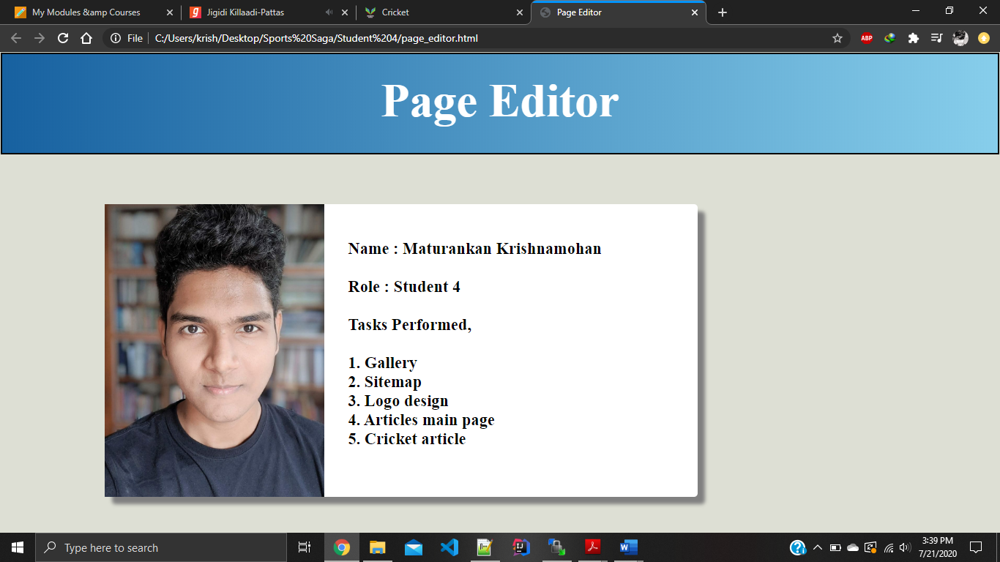 My Modules &amp Courses
Jigidi Killaadi-Pattas
Cricket
Page Editor
File
C:/Users/krish/Desktop/Sports%20Saga/Student%204/page_editor.html
ABP
Page Editor
Name : Maturankan Krishnamohan
Role : Student 4
Tasks Performed,
1. Gallery
2. Sitemap
3. Logo design
4. Articles main page
5. Cricket article
Type here to search
3:39 PM
7/21/2020